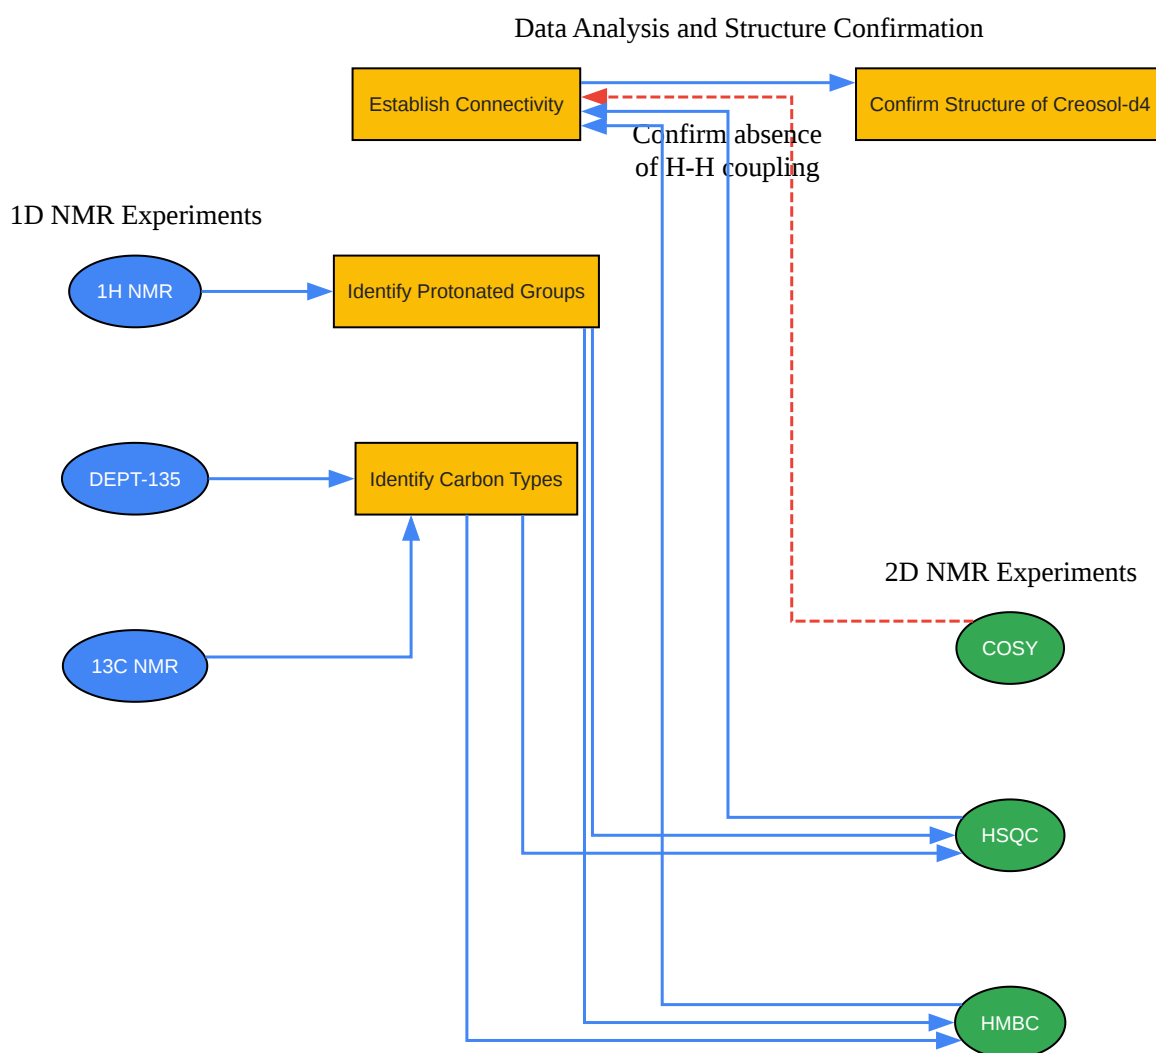 Data Analysis and Structure Confirmation
Establish Connectivity
Confirm Structure of Creosol-d4
Confirm absence
of H-H coupling
1D NMR Experiments
1H NMR
Identify Protonated Groups
DEPT-135
Identify Carbon Types
2D NMR Experiments
COSY
13C NMR
HSQC
HMBC